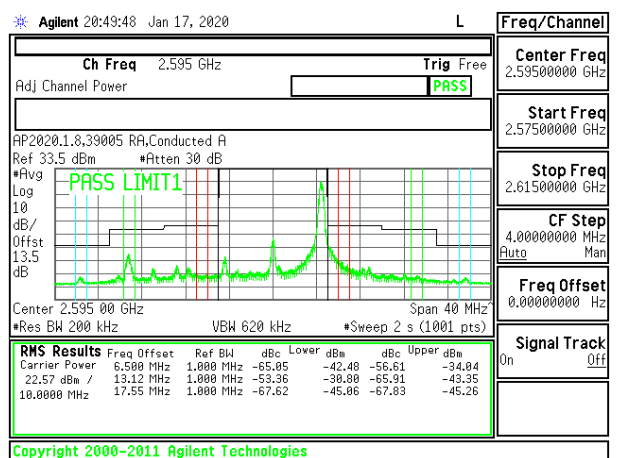 Agilent 20:49:48 Jan 17, 2020 L
Freq/Channel
Ch Freq 2.595 GHz Trig Free
Adj Channel Power PASS
Center Freq
2.59500000 GHz
Start Freq
2.57500000 GHz
Stop Freq
2.61500000 GHz
CF Step
4.00000000 MHz
Auto Man
Freq Offset
0.00000000 Hz
Signal Track
On Off
AP2020.1.8,39005 RA,Conducted A
Ref 33.5 dBm #Atten 30 dB
#Avg
Log
10
dB/
Offst
13.5
dB
PASS LIMIT1
Center 2.595 00 GHz Span 40 MHz
#Res BW 200 kHz VBW 620 kHz #Sweep 2 s (1001 pts)
RMS Results Freq Offset Ref BW dBc Lower dBm dBc Upper dBm
Carrier Power 6.500 MHz 1.000 MHz -65.05 -42.48 -56.61 -34.04
22.57 dBm / 13.12 MHz 1.000 MHz -53.36 -30.80 -65.91 -43.35
10.0000 MHz 17.55 MHz 1.000 MHz -67.62 -45.06 -67.83 -45.26
Copyright 2000-2011 Agilent Technologies